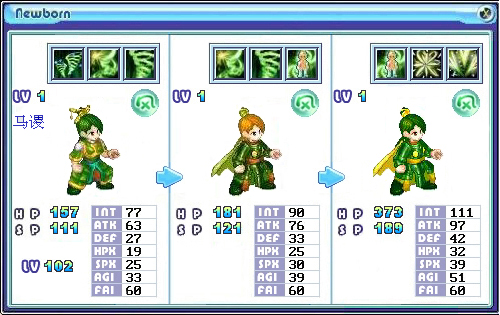 Newborn
LV 1
马谡
HP 157
SP 111
LV 102
INT 77
ATK 63
DEF 27
HPX 19
SPX 25
AGI 33
FAI 60
LV 1
HP 181
SP 121
INT 90
ATK 76
DEF 33
HPX 25
SPX 30
AGI 39
FAI 60
LV 1
HP 373
SP 189
INT 111
ATK 97
DEF 42
HPX 32
SPX 39
AGI 51
FAI 60